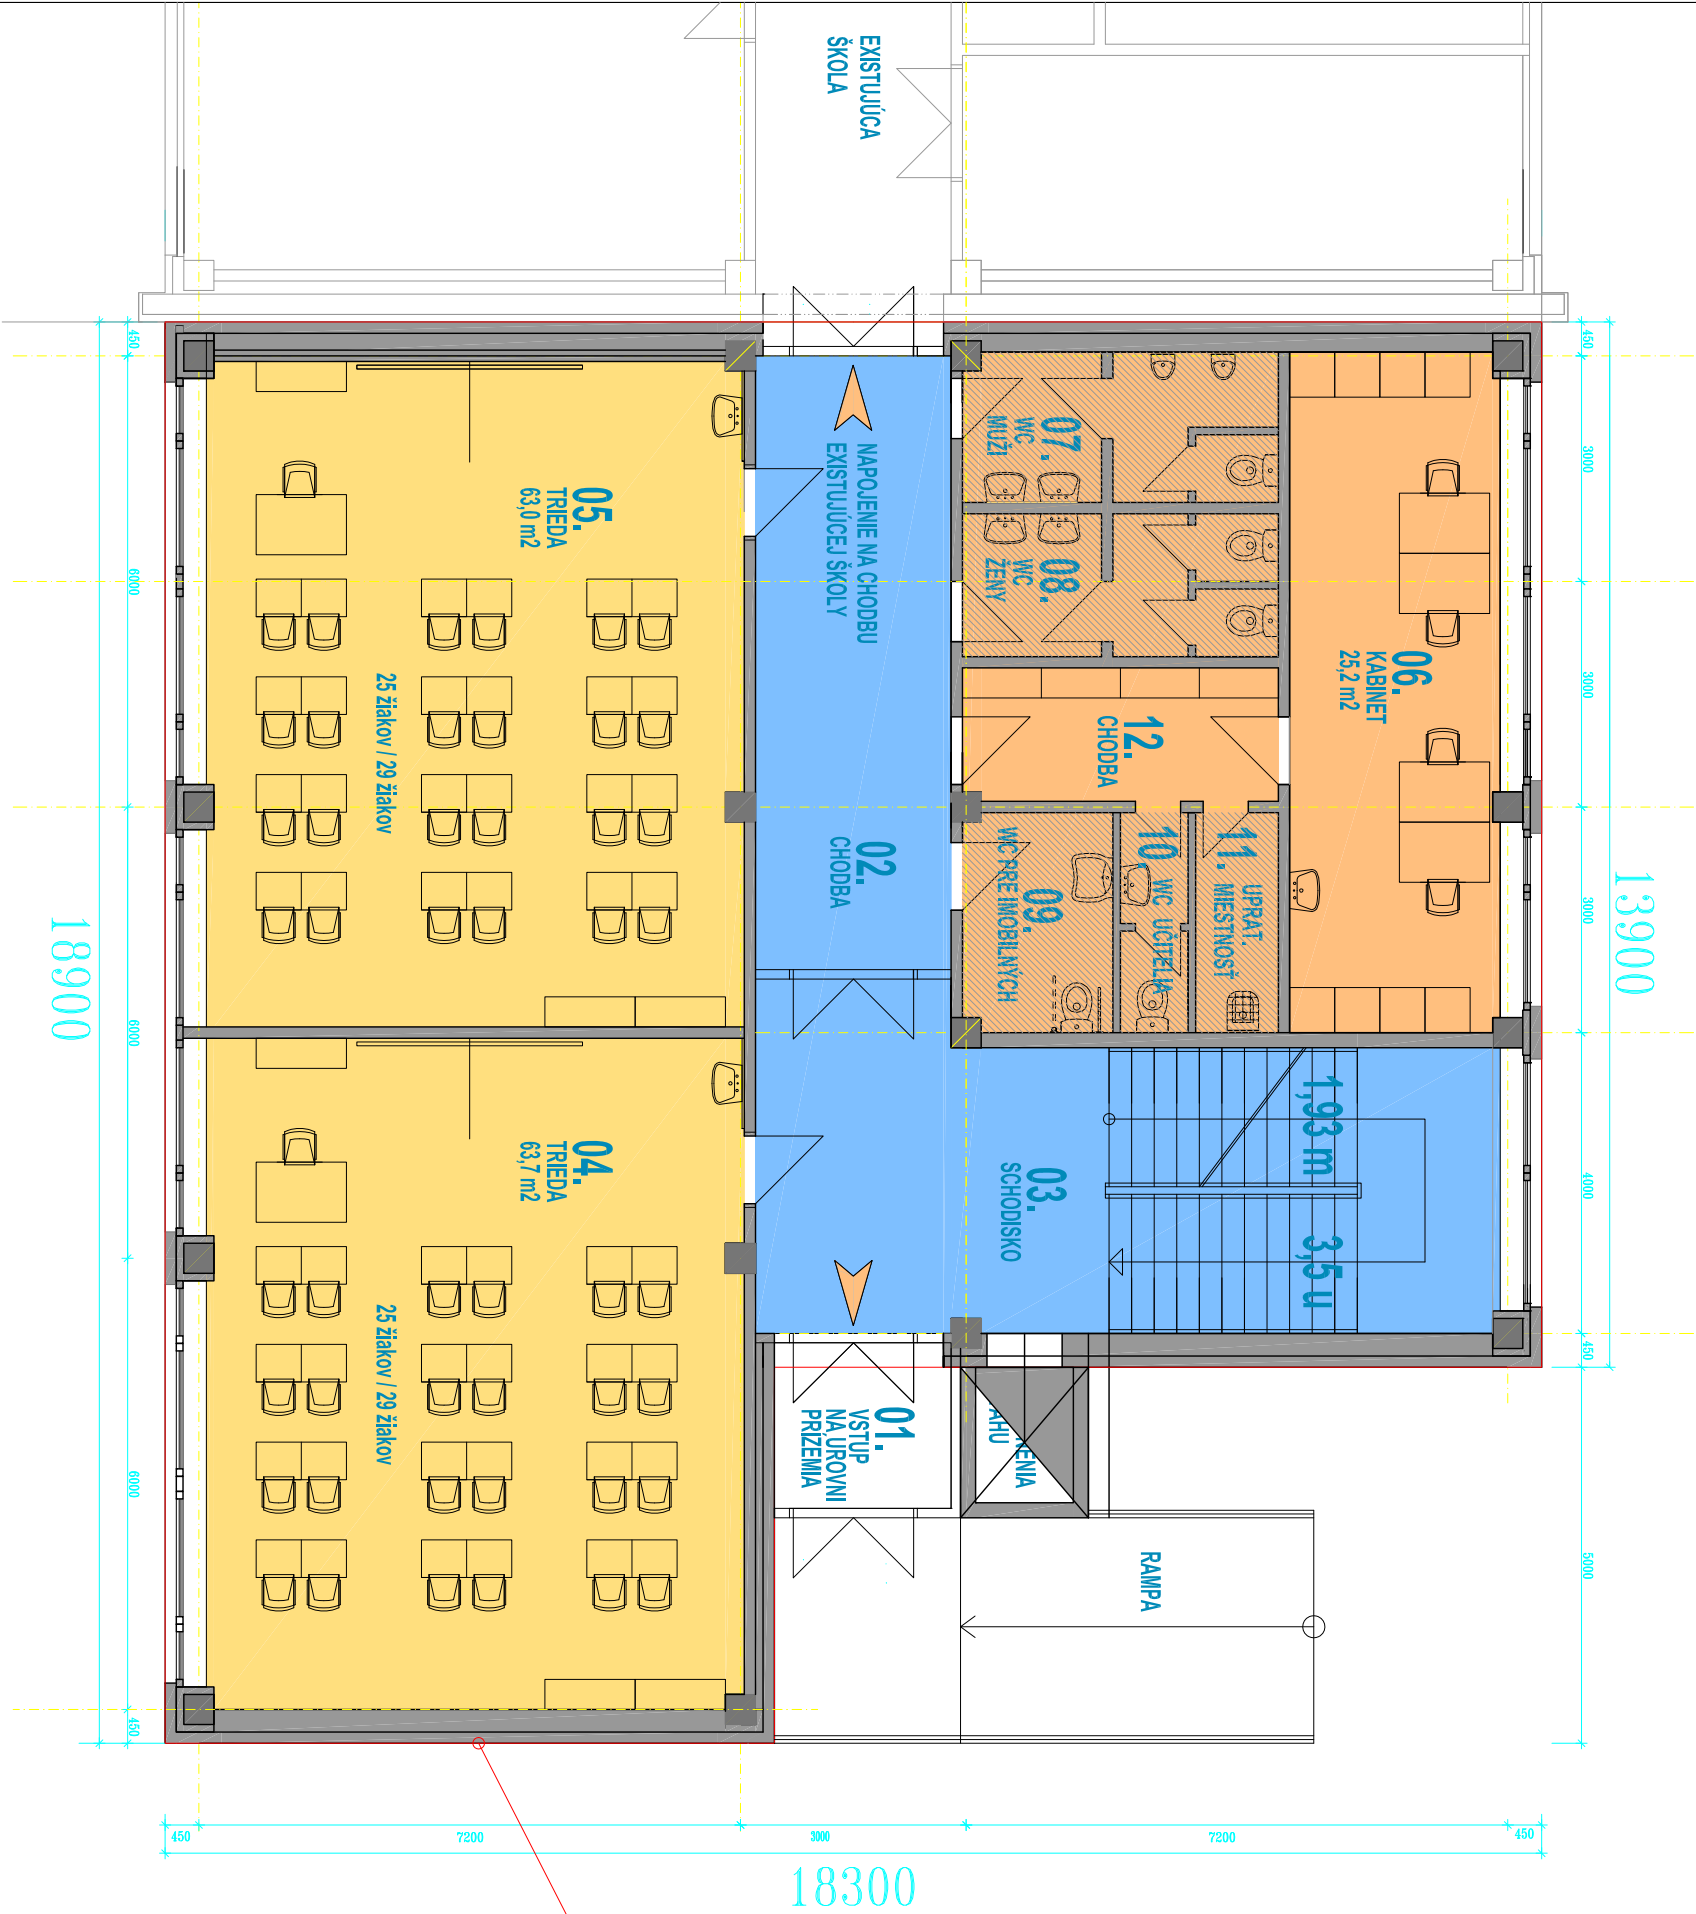 EXISTUJÚCA
ŠKOLA
NAPOJENIE NA CHODBU
EXISTUJÚCEJ ŠKOLY
05.
TRIEDA
63,0 m2
25 žiakov / 29 žiakov
04.
TRIEDA
63,7 m2
25 žiakov / 29 žiakov
02.
CHODBA
07.
WC
MUŽI
08.
WC
ŽENY
12.
CHODBA
06.
KABINET
25,2 m2
09.
WC PRE IMOBILNÝCH
10.
WC UČITELIA
11.
UPRAT.
MIESTNOSŤ
03.
SCHODISKO
1,93 m
3,5 u
01.
VSTUP
NA ÚROVNI
PRÍZEMIA
RAMPA
450
6000
6000
6000
450
18900
450
3000
3000
3000
4000
450
5000
13900
450
7200
3000
7200
450
18300